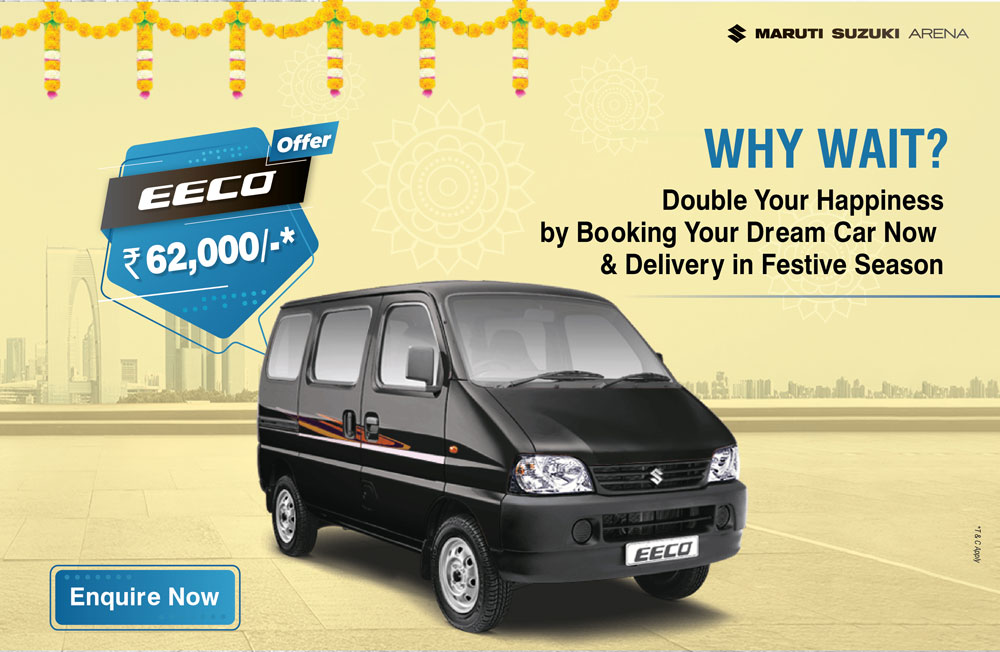 MARUTI SUZUKI ARENA
Offer
EECO
₹ 62,000/-*
WHY WAIT?
Double Your Happiness
by Booking Your Dream Car Now
& Delivery in Festive Season
EECO
*T & C Apply
Enquire Now